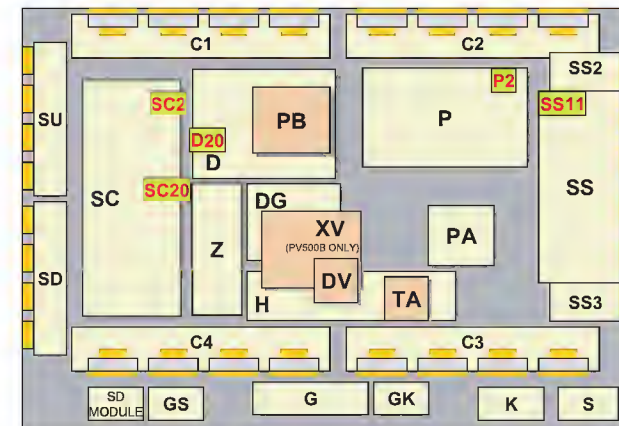 C1
C2
SS2
SU
SC2
PB
P2
SS11
D20
D
P
SC
SC20
SS
DG
Z
XV
(PV500B ONLY)
PA
SD
DV
H
TA
SS3
C4
C3
SD
MODULE
GS
G
GK
K
S